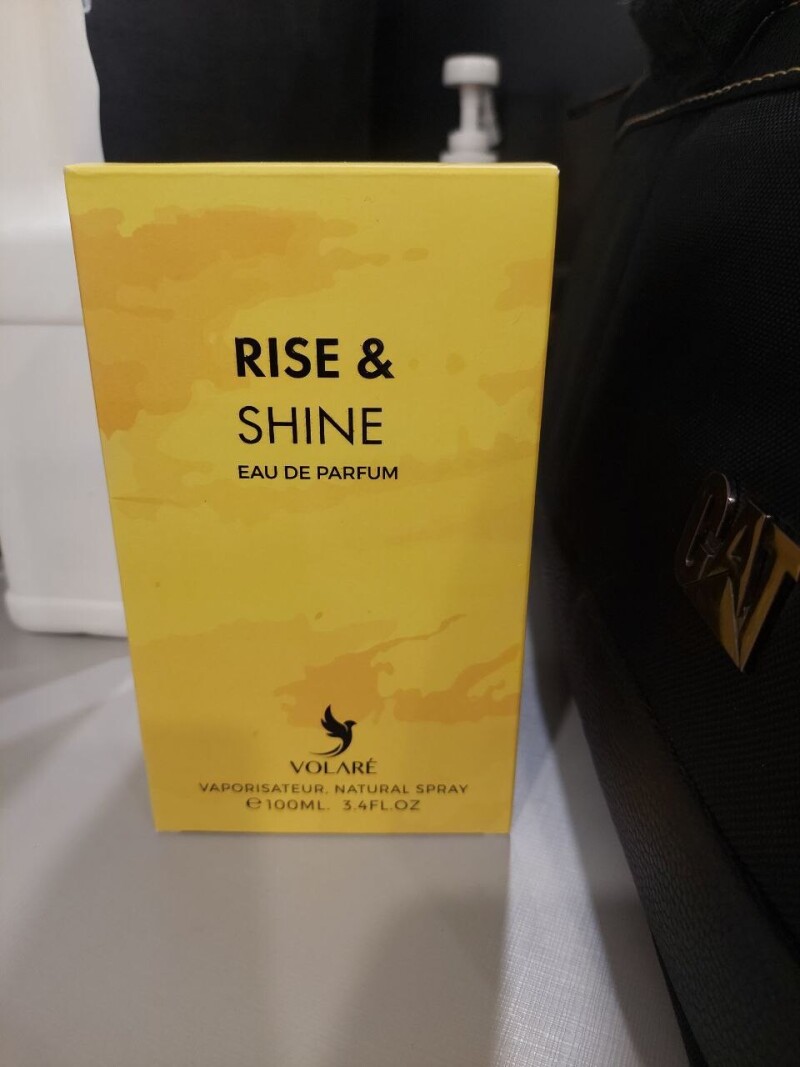 RISE &
SHINE
EAU DE PARFUM
VOLARÉ
VAPORISATEUR. NATURAL SPRAY
℮100ML. 3.4FL.OZ
CAT